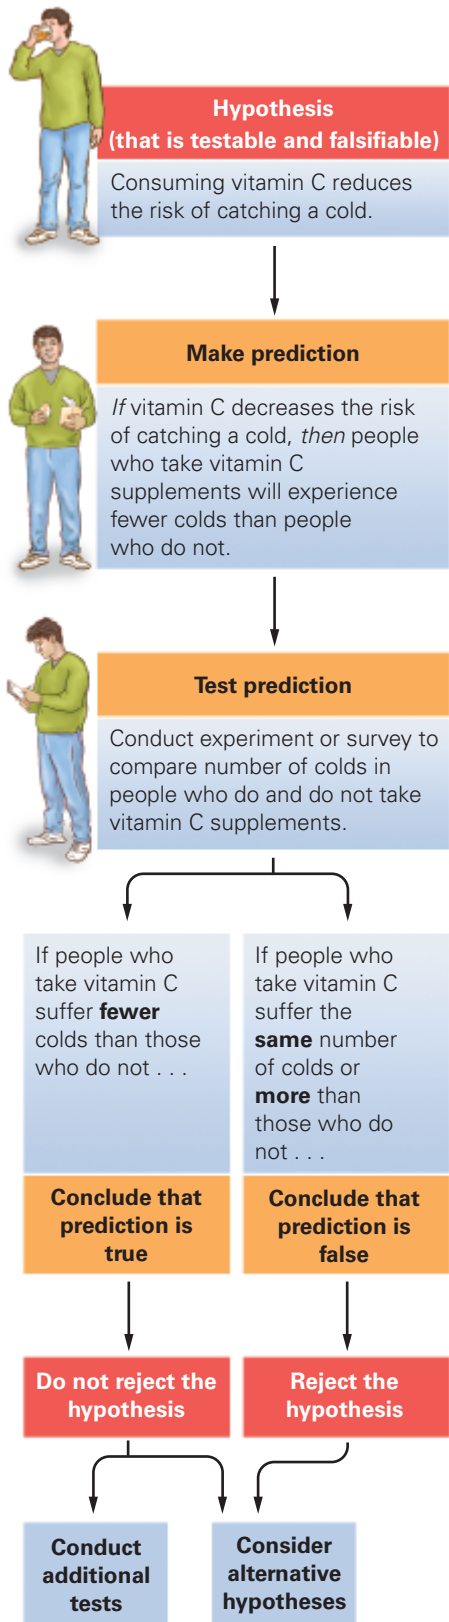 Hypothesis
(that is testable and falsifiable)
Consuming vitamin C reduces
the risk of catching a cold.
Make prediction
If vitamin C decreases the risk
of catching a cold, then people
who take vitamin C
supplements will experience
fewer colds than people
who do not.
Test prediction
Conduct experiment or survey to
compare number of colds in
people who do and do not take
vitamin C supplements.
If people who
take vitamin C
suffer fewer
colds than those
who do not . . .
Conclude that
prediction is
true
If people who
take vitamin C
suffer the
same number
of colds or
more than
those who do
not . . .
Conclude that
prediction is
false
Do not reject the
hypothesis
Reject the
hypothesis
Conduct
additional
tests
Consider
alternative
hypotheses